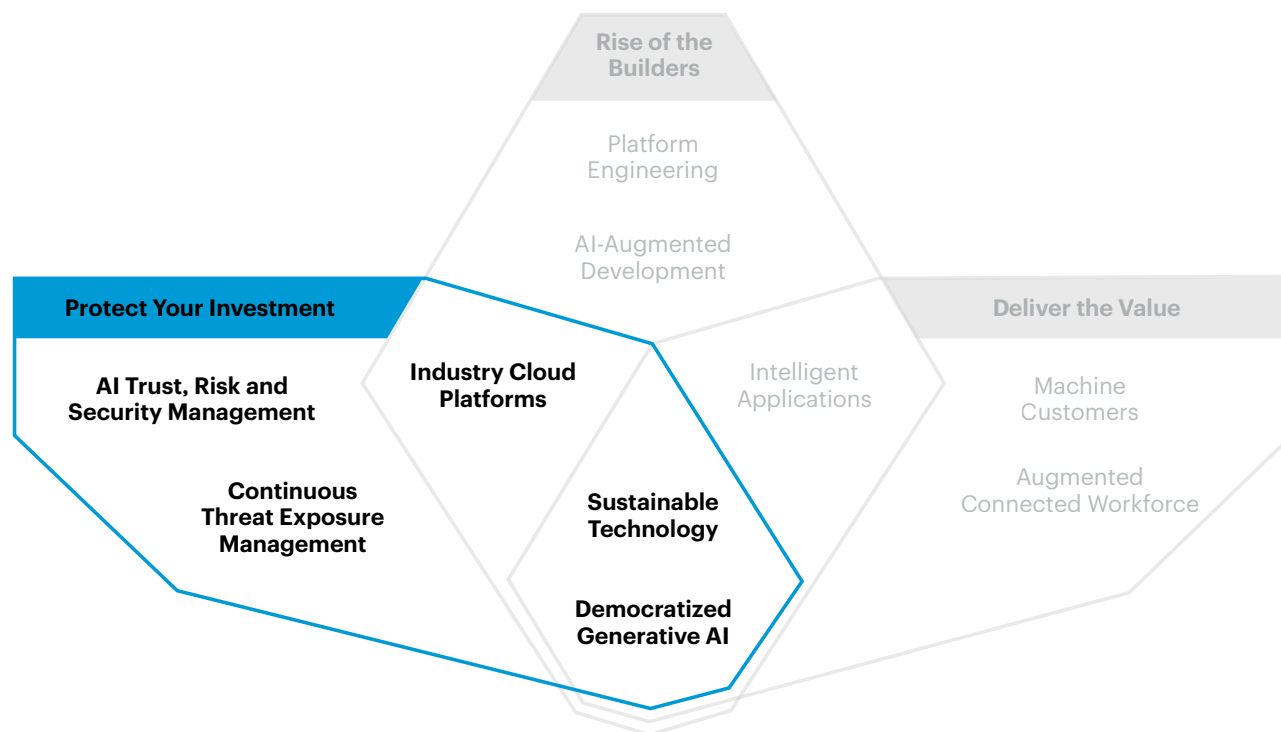 Rise of the
Builders
Platform
Engineering
AI-Augmented
Development
Protect Your Investment
Deliver the Value
AI Trust, Risk and
Security Management
Industry Cloud
Platforms
Intelligent
Applications
Machine
Customers
Continuous
Threat Exposure
Management
Sustainable
Technology
Augmented
Connected Workforce
Democratized
Generative AI